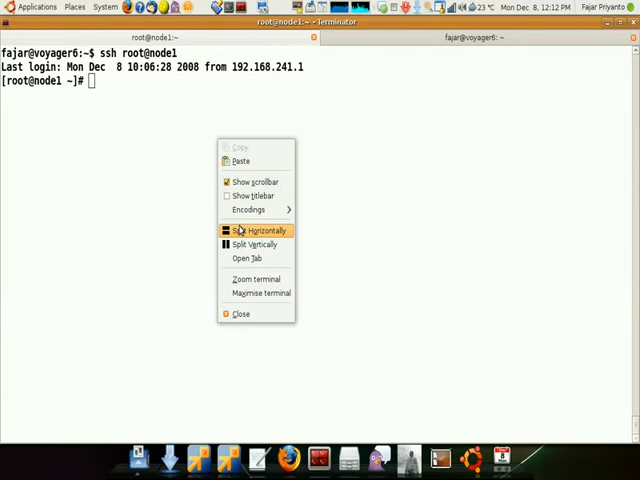 Applications Places System 23 °C Mon Dec 8, 12:12 PM Fajar Priyanto
root@node1:~ - Terminator
root@node1:~ fajar@voyager6: ~
fajar@voyager6:~$ ssh root@node1
Last login: Mon Dec  8 10:06:28 2008 from 192.168.241.1
[root@node1 ~]#
Copy
Paste
Show scrollbar
Show titlebar
Encodings
Split Horizontally
Split Vertically
Open Tab
Zoom terminal
Maximise terminal
Close
8